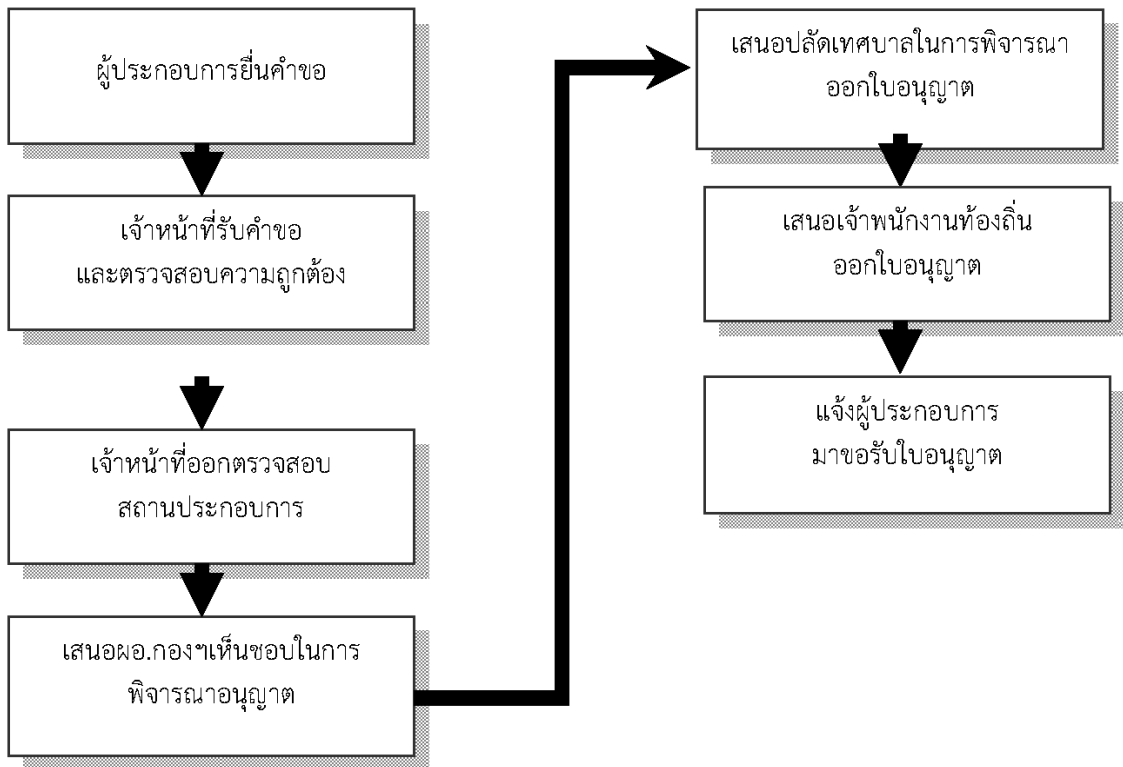 ผู้ประกอบการยื่นคำขอ
เจ้าหน้าที่รับคำขอ
และตรวจสอบความถูกต้อง
เจ้าหน้าที่ออกตรวจสอบ
สถานประกอบการ
เสนอผอ.กองฯเห็นชอบในการ
พิจารณาอนุญาต
เสนอปลัดเทศบาลในการพิจารณา
ออกใบอนุญาต
เสนอเจ้าพนักงานท้องถิ่น
ออกใบอนุญาต
แจ้งผู้ประกอบการ
มาขอรับใบอนุญาต